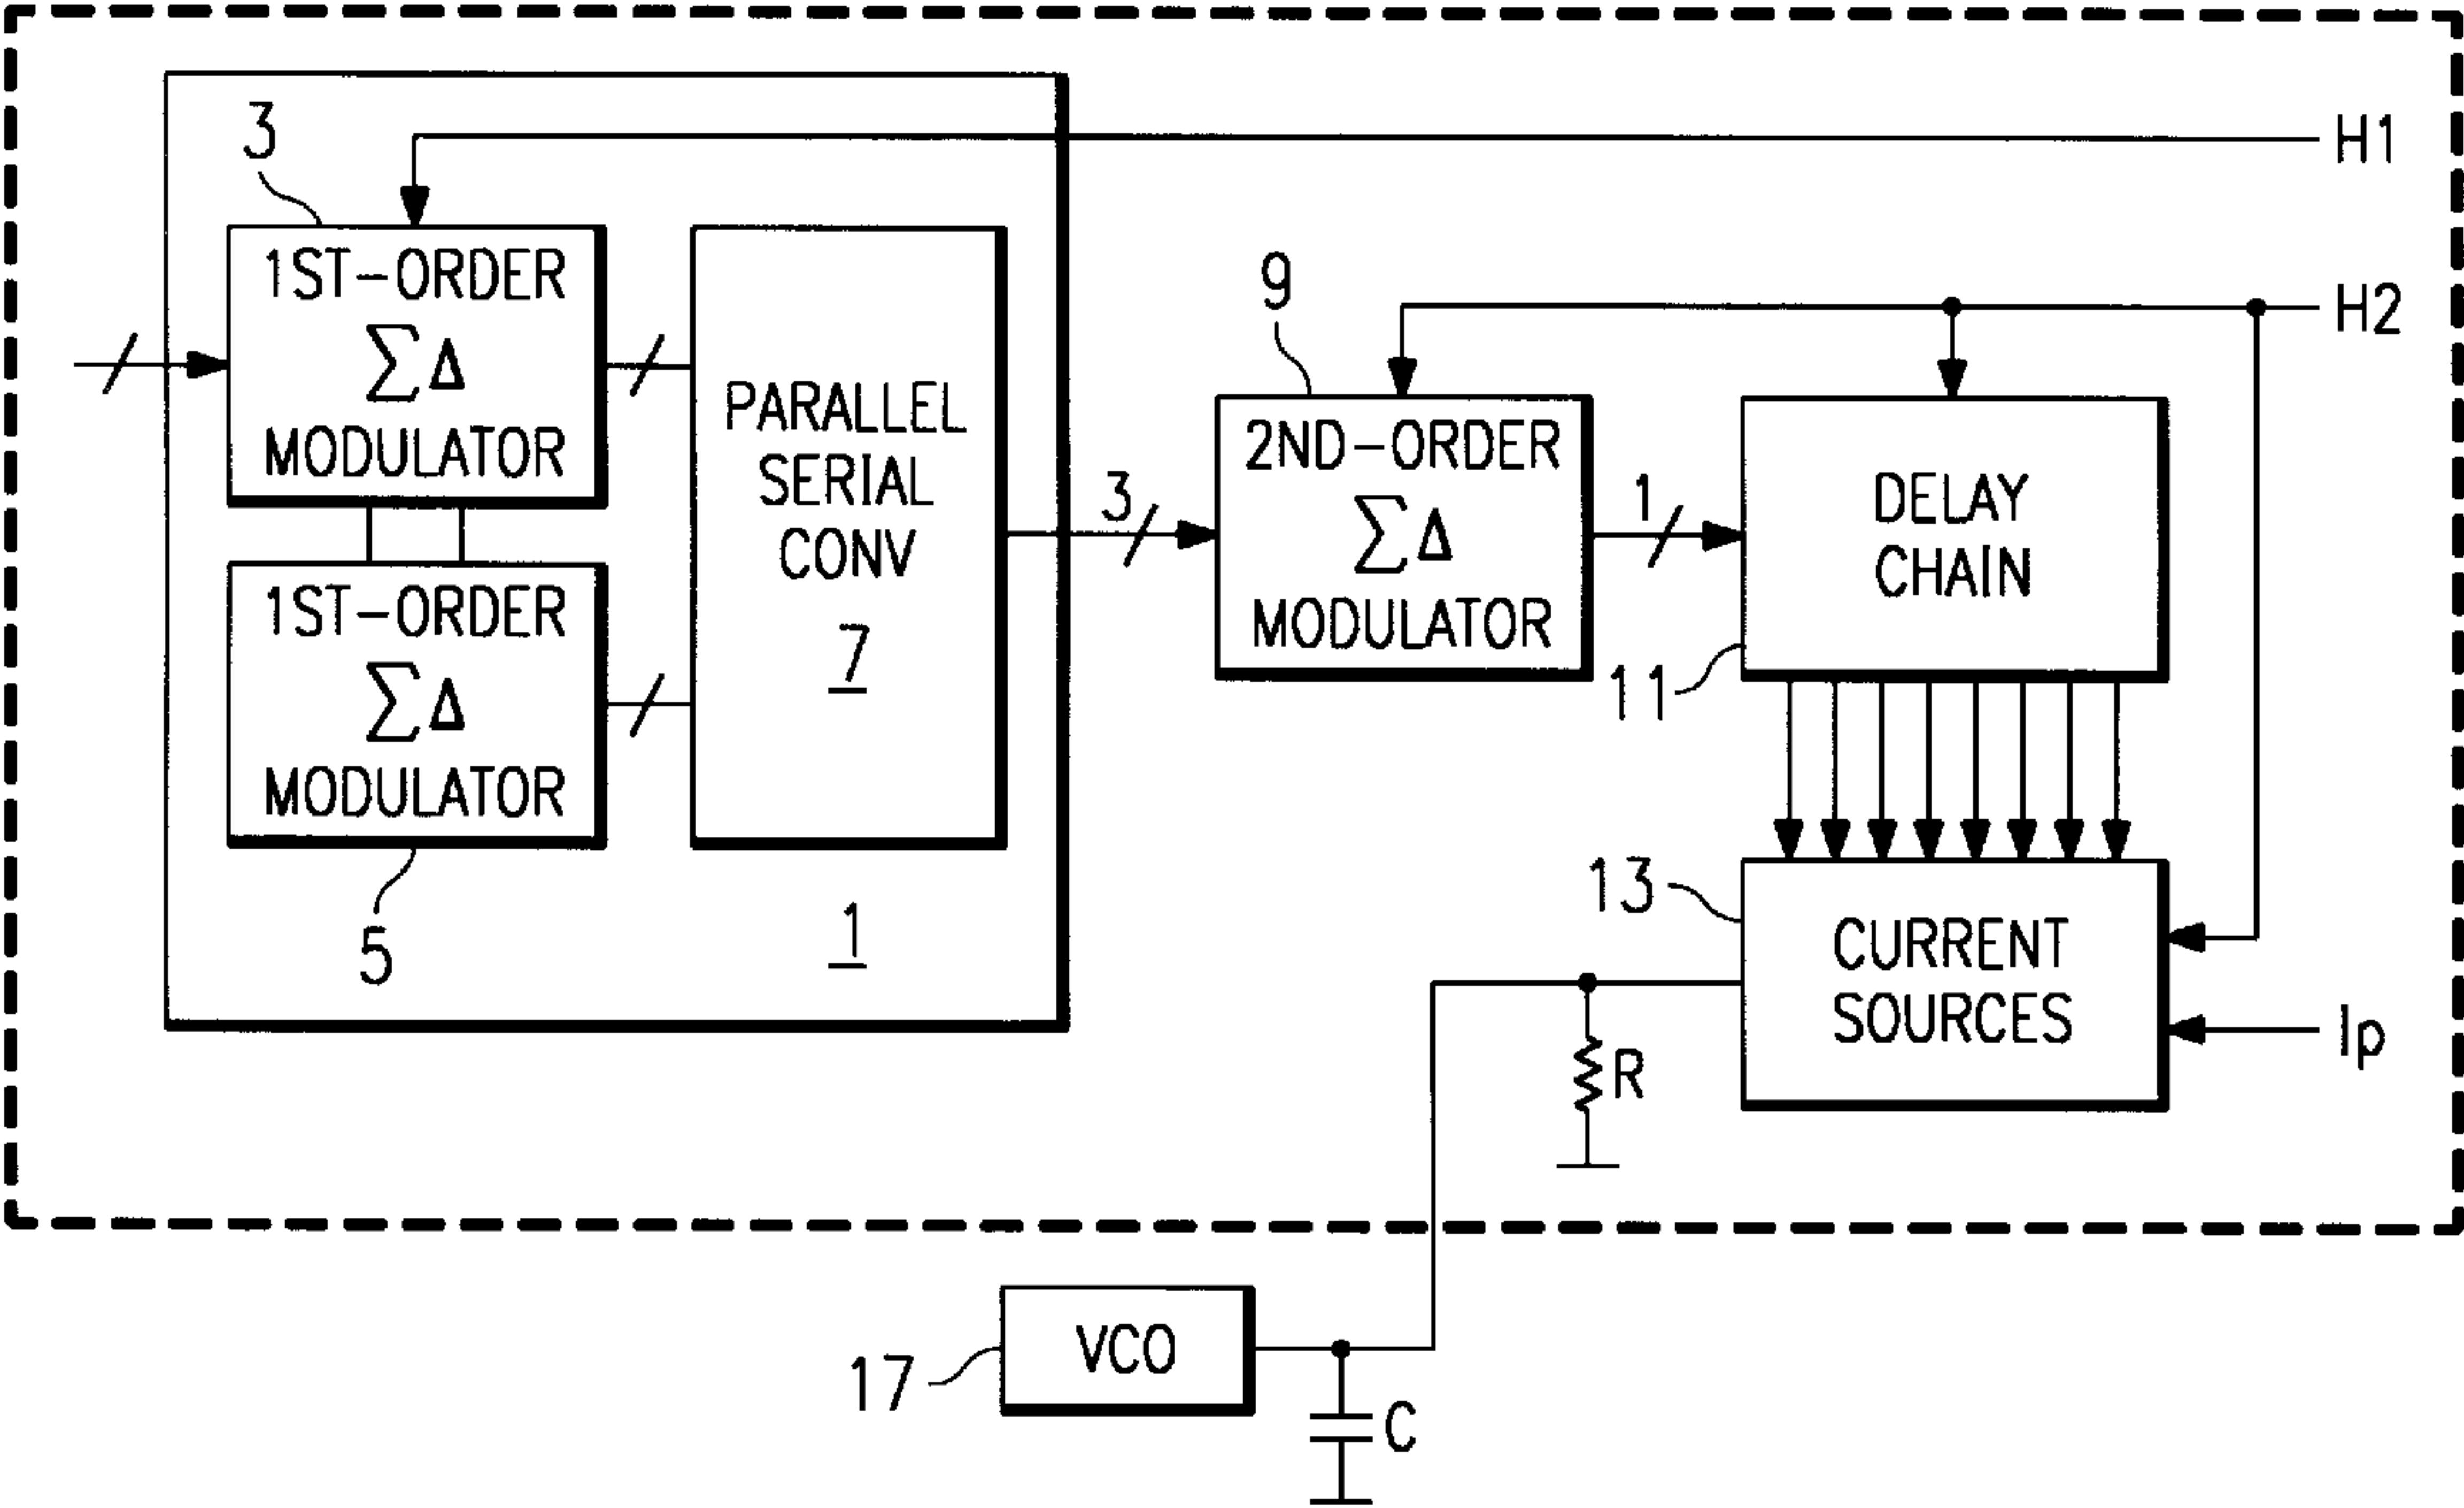 H1
3
1ST-ORDER
ΣΔ
MODULATOR
H2
9
PARALLEL
SERIAL
CONV
7
2ND-ORDER
ΣΔ
MODULATOR
3
1
DELAY
CHAIN
11
1ST-ORDER
ΣΔ
MODULATOR
5
1
13
CURRENT
SOURCES
Ip
R
VCO
17
C